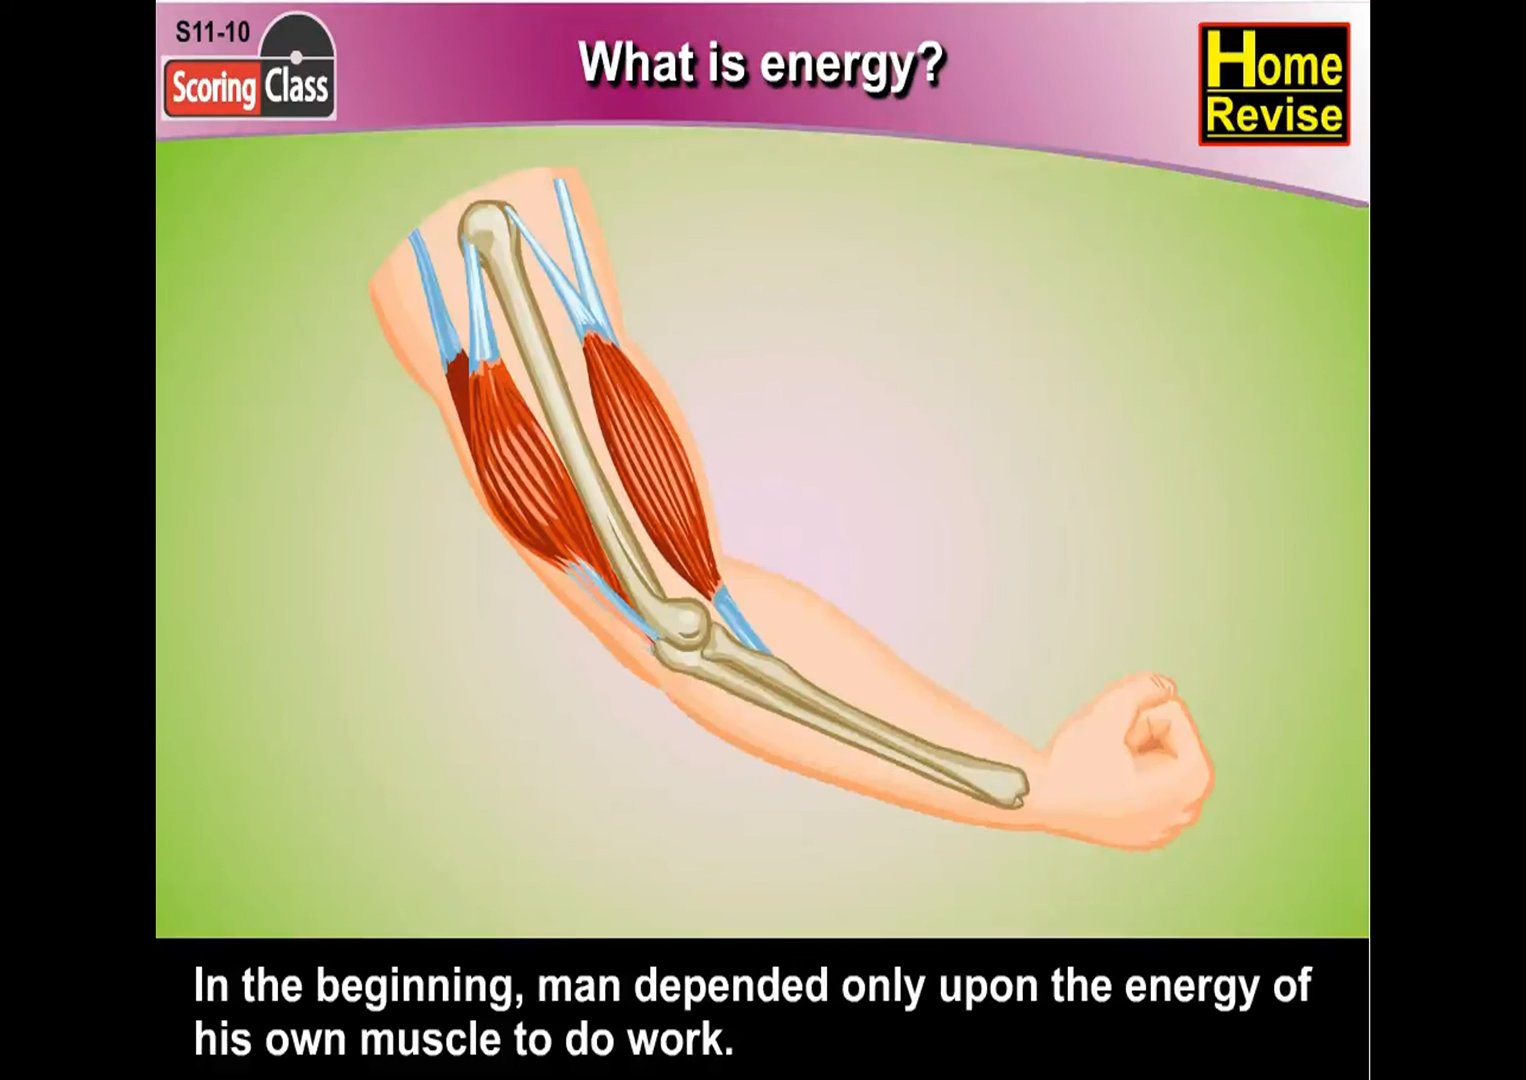 S11-10
Scoring Class
What is energy?
Home
Revise
In the beginning, man depended only upon the energy of
his own muscle to do work.